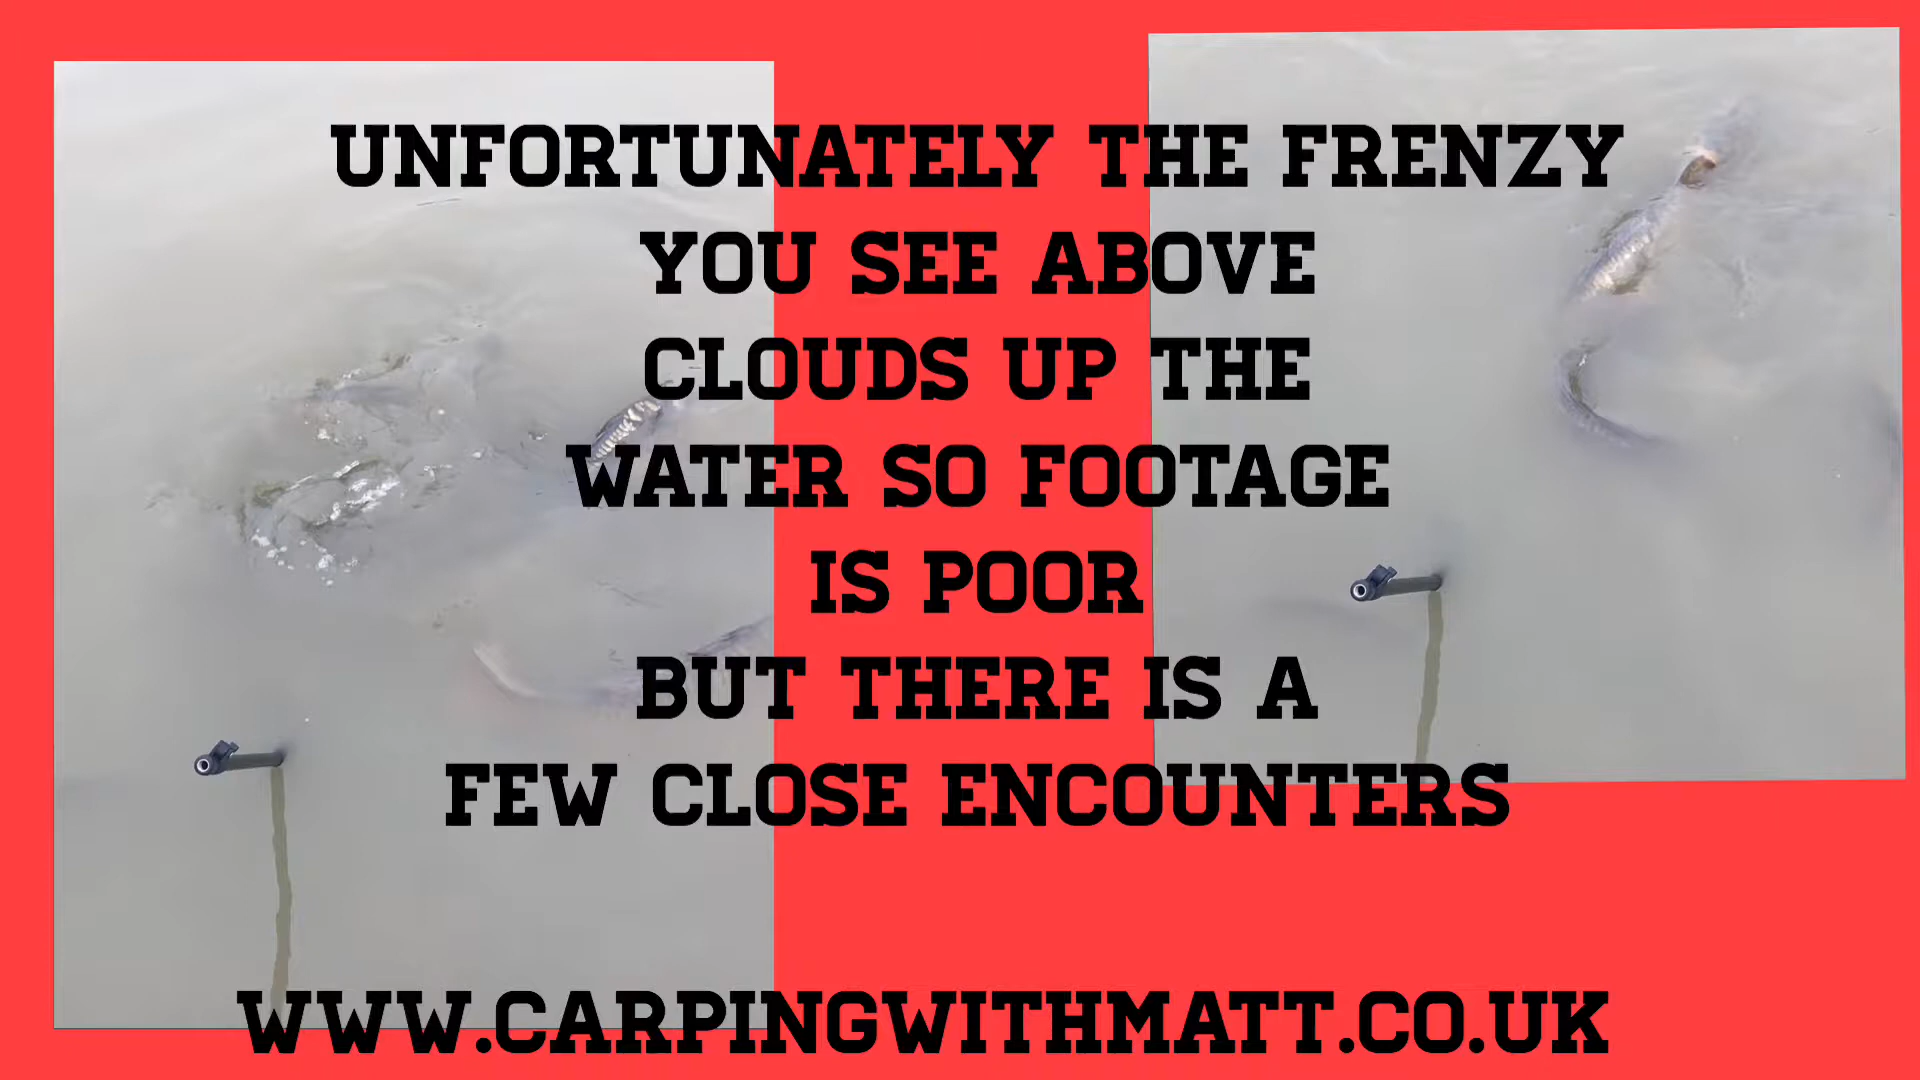 UNFORTUNATELY THE FRENZY
YOU SEE ABOVE
CLOUDS UP THE
WATER SO FOOTAGE
IS POOR
BUT THERE IS A
FEW CLOSE ENCOUNTERS
WWW.CARPINGWITHMATT.CO.UK